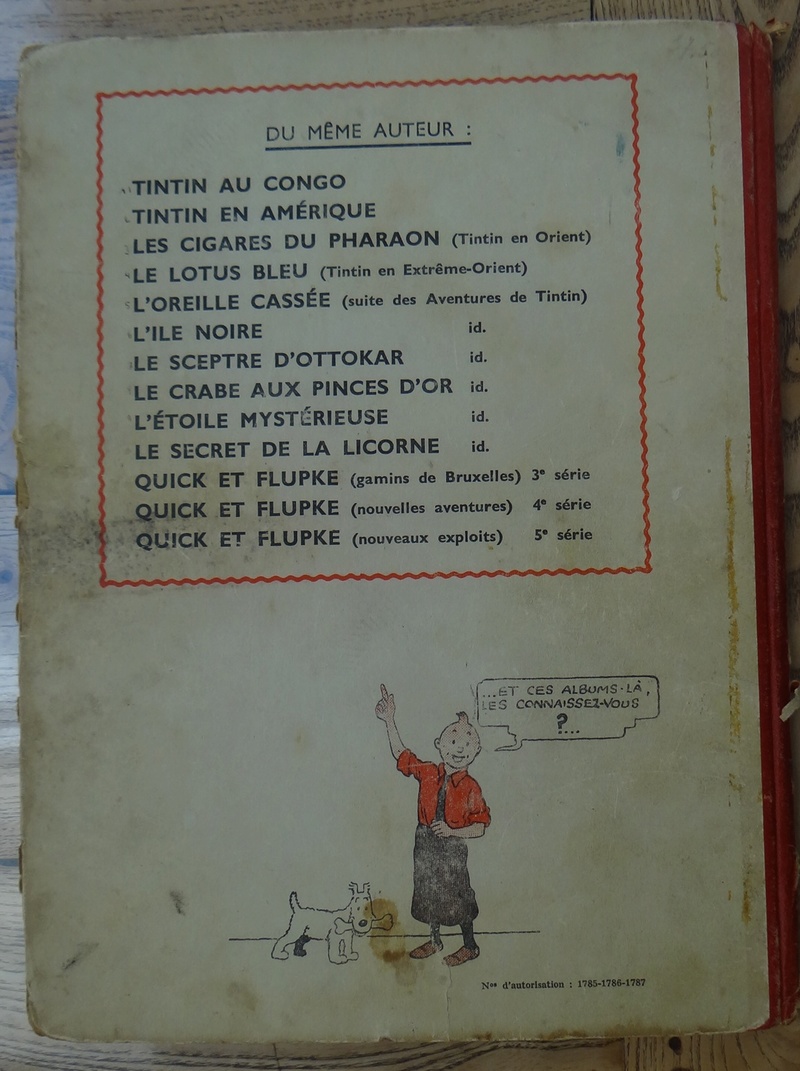 DU MÊME AUTEUR :
TINTIN AU CONGO
TINTIN EN AMÉRIQUE
LES CIGARES DU PHARAON (Tintin en Orient)
LE LOTUS BLEU (Tintin en Extrême-Orient)
L'OREILLE CASSÉE (suite des Aventures de Tintin)
L'ILE NOIRE id.
LE SCEPTRE D'OTTOKAR id.
LE CRABE AUX PINCES D'OR id.
L'ÉTOILE MYSTÉRIEUSE id.
LE SECRET DE LA LICORNE id.
QUICK ET FLUPKE (gamins de Bruxelles) 3e série
QUICK ET FLUPKE (nouvelles aventures) 4e série
QUICK ET FLUPKE (nouveaux exploits) 5e série
...ET CES ALBUMS-LÀ,
LES CONNAISSEZ-VOUS
?...
Nos d'autorisation : 1785-1786-1787